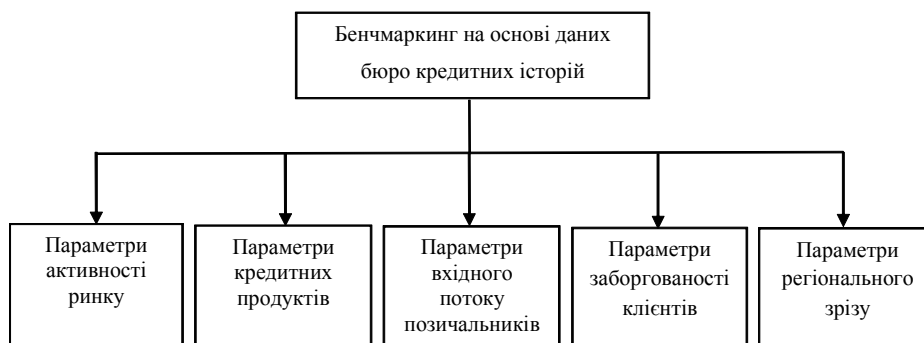 Бенчмаркинг на основі даних
бюро кредитних історій
Параметри
активності
ринку
Параметри
кредитних
продуктів
Параметри
вхідного
потоку
позичальників
Параметри
заборгованості
клієнтів
Параметри
регіонального
зрізу